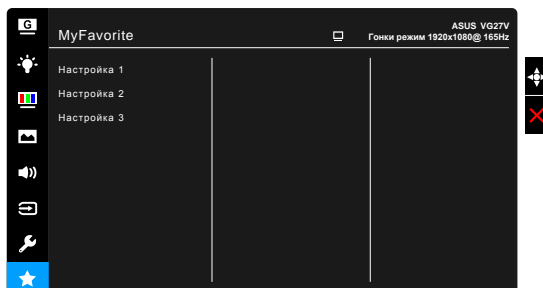 G
ASUS VG27V
MyFavorite
Гонки режим 1920x1080@ 165Hz
Настройка 1
Настройка 2
Настройка 3